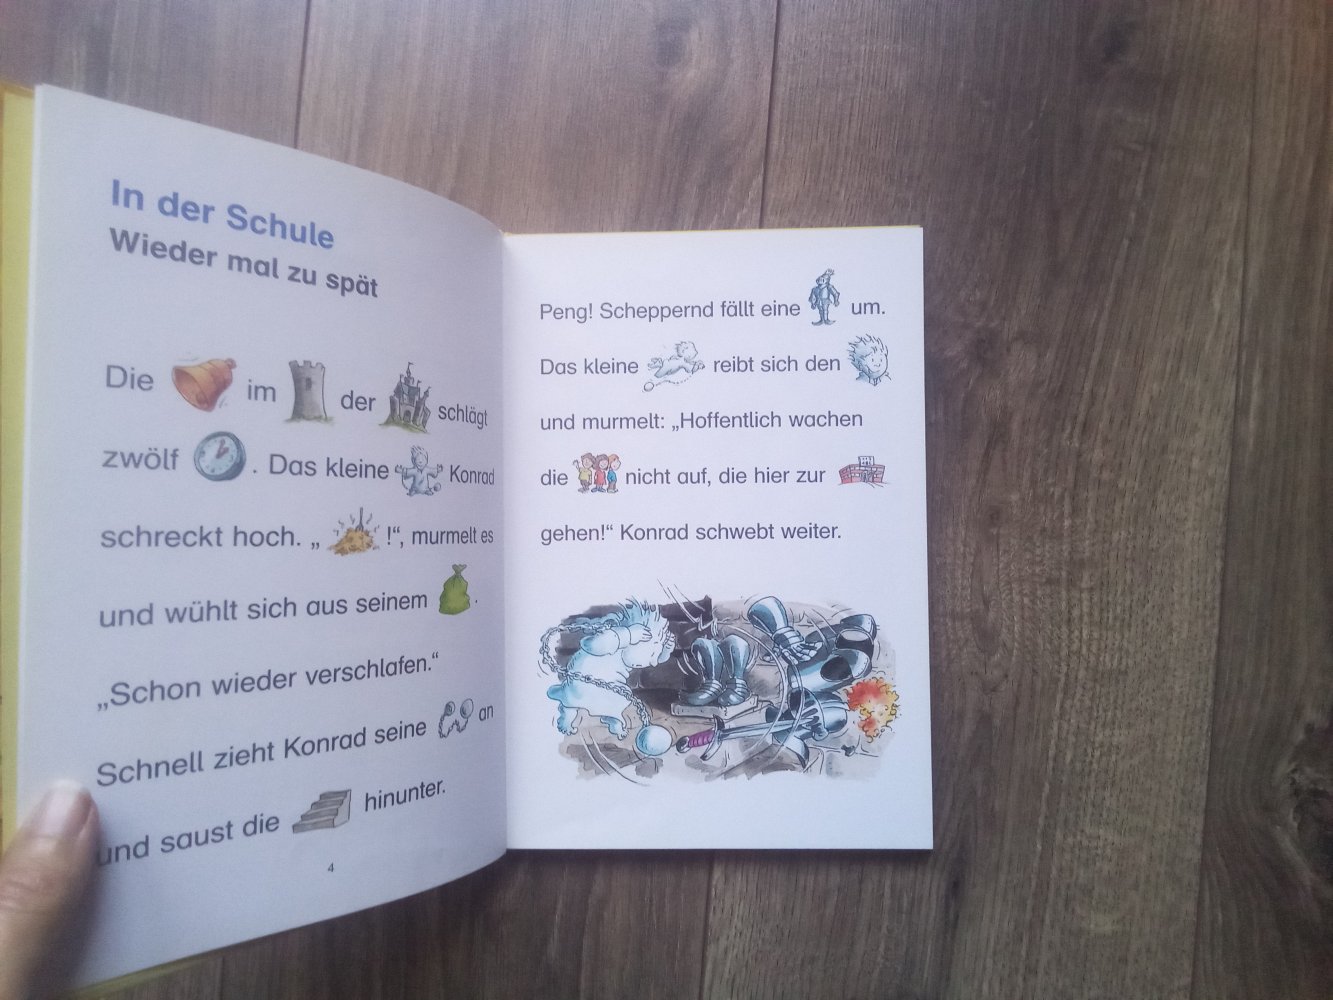 In der Schule
Wieder mal zu spät
Die im der schlägt
zwölf . Das kleine Konrad
schreckt hoch. „ !“, murmelt es
und wühlt sich aus seinem .
„Schon wieder verschlafen.“
Schnell zieht Konrad seine an
und saust die hinunter.
4
Peng! Scheppernd fällt eine um.
Das kleine reibt sich den
und murmelt: „Hoffentlich wachen
die nicht auf, die hier zur
gehen!“ Konrad schwebt weiter.